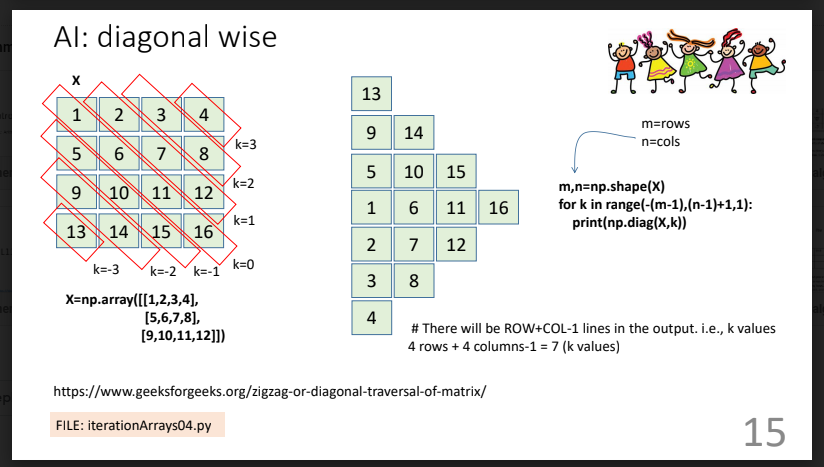 AI: diagonal wise
X
1 2 3 4
5 6 7 8
9 10 11 12
13 14 15 16
k=3
k=2
k=1
k=0
k=-3 k=-2 k=-1
X=np.array([[1,2,3,4],
[5,6,7,8],
[9,10,11,12]])
13
9 14
5 10 15
1 6 11 16
2 7 12
3 8
4
m=rows
n=cols
m,n=np.shape(X)
for k in range(-(m-1),(n-1)+1,1):
print(np.diag(X,k))
# There will be ROW+COL-1 lines in the output. i.e., k values
4 rows + 4 columns-1 = 7 (k values)
https://www.geeksforgeeks.org/zigzag-or-diagonal-traversal-of-matrix/
FILE: iterationArrays04.py
15